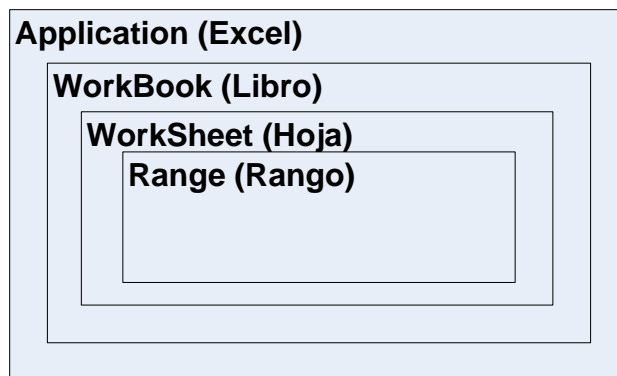 Application (Excel)
WorkBook (Libro)
WorkSheet (Hoja)
Range (Rango)